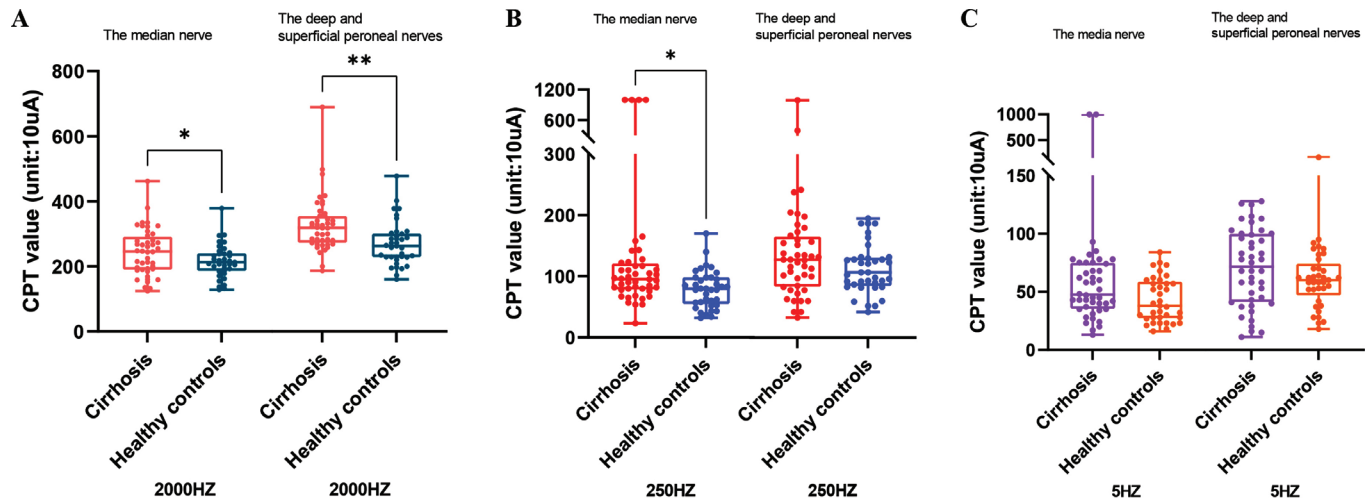 A
The median nerve
The deep and
superficial peroneal nerves
CPT value (unit:10uA)
800
600
400
200
0
*
**
Cirrhosis
Healthy controls
Cirrhosis
Healthy controls
2000HZ
2000HZ
B
The median nerve
The deep and
superficial peroneal nerves
CPT value (unit:10uA)
1200
600
300
200
100
0
*
Cirrhosis
Healthy controls
Cirrhosis
Healthy controls
250HZ
250HZ
C
The media nerve
The deep and
superficial peroneal nerves
CPT value (unit:10uA)
1000
500
150
100
50
0
Cirrhosis
Healthy controls
Cirrhosis
Healthy controls
5HZ
5HZ